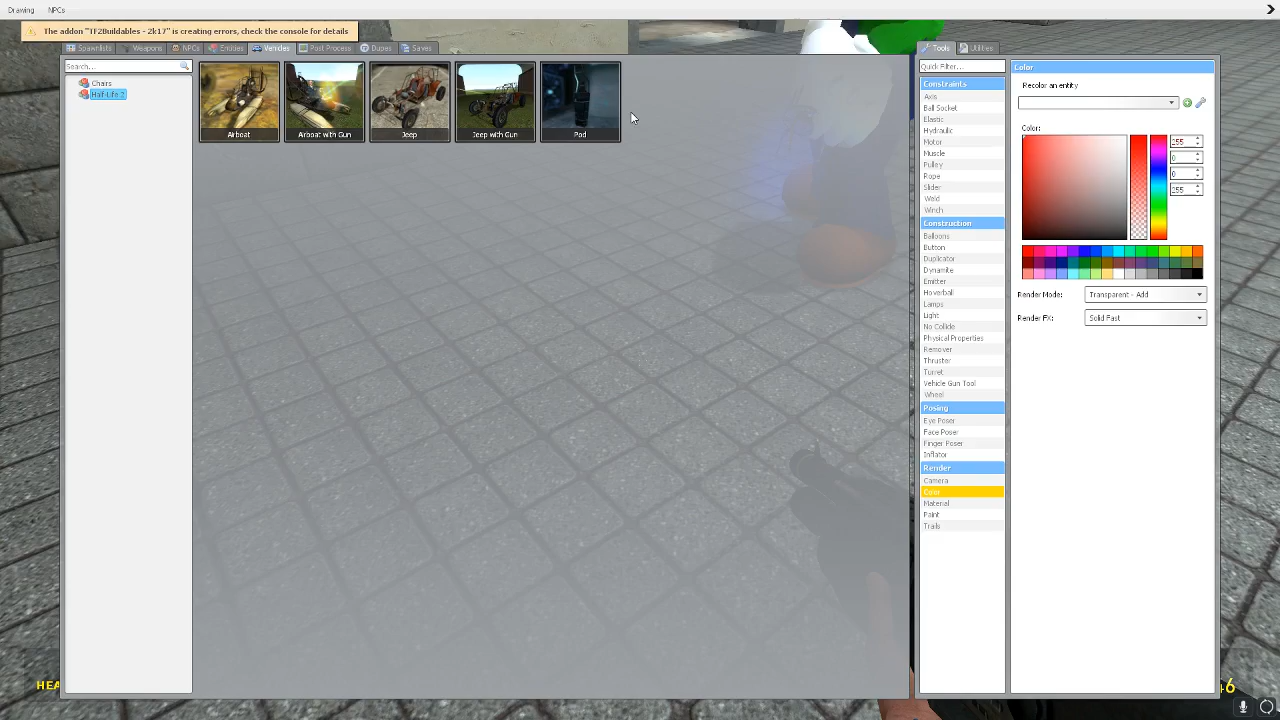 Drawing NPCs
The addon "TF2Buildables - 2k17" is creating errors, check the console for details
Spawnlists Weapons NPCs Entities Vehicles Post Process Dupes Saves
Search...
Chairs
Half-Life 2
Airboat
Airboat with Gun
Jeep
Jeep with Gun
Pod
Tools Utilities
Quick Filter...
Constraints
Axis
Ball Socket
Elastic
Hydraulic
Motor
Muscle
Pulley
Rope
Slider
Weld
Winch
Construction
Balloons
Button
Duplicator
Dynamite
Emitter
Hoverball
Lamps
Light
No Collide
Physical Properties
Remover
Thruster
Turret
Vehicle Gun Tool
Wheel
Posing
Eye Poser
Face Poser
Finger Poser
Inflator
Render
Camera
Color
Material
Paint
Trails
Color
Recolor an entity
Color:
255
0
0
255
Render Mode: Transparent - Add
Render FX: Solid Fast
HEA
46